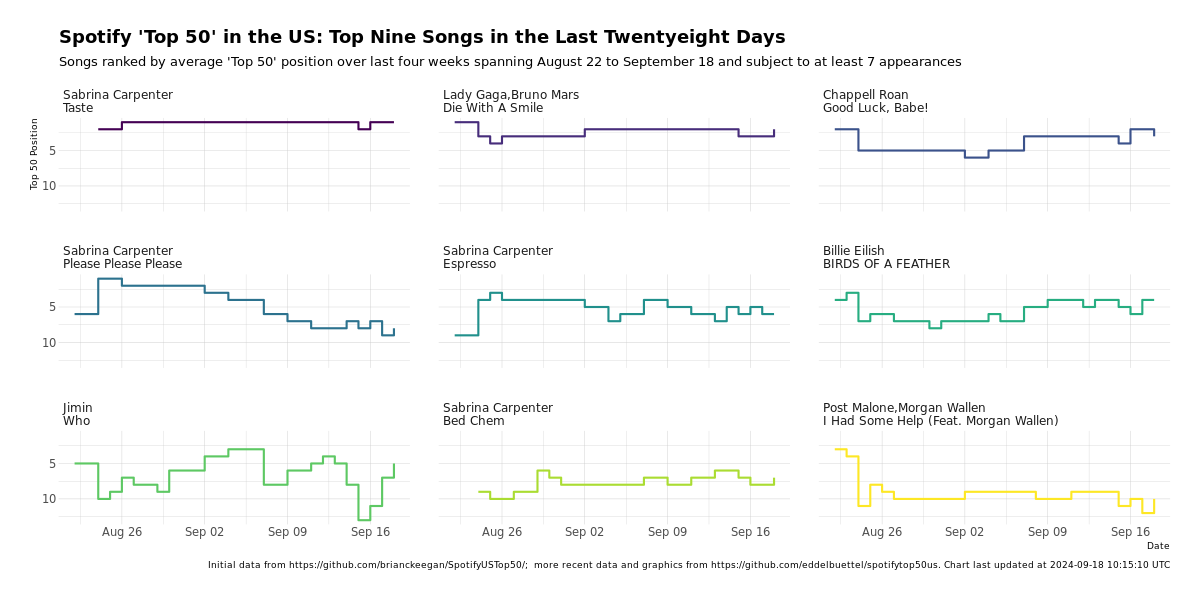 Spotify 'Top 50' in the US: Top Nine Songs in the Last Twentyeight Days
Songs ranked by average 'Top 50' position over last four weeks spanning August 22 to September 18 and subject to at least 7 appearances
Sabrina Carpenter
Taste
Lady Gaga,Bruno Mars
Die With A Smile
Chappell Roan
Good Luck, Babe!
Top 50 Position
5
10
Sabrina Carpenter
Please Please Please
Sabrina Carpenter
Espresso
Billie Eilish
BIRDS OF A FEATHER
5
10
Jimin
Who
Sabrina Carpenter
Bed Chem
Post Malone,Morgan Wallen
I Had Some Help (Feat. Morgan Wallen)
5
10
Aug 26 Sep 02 Sep 09 Sep 16
Aug 26 Sep 02 Sep 09 Sep 16
Aug 26 Sep 02 Sep 09 Sep 16
Date
Initial data from https://github.com/brianckeegan/SpotifyUSTop50/;  more recent data and graphics from https://github.com/eddelbuettel/spotifytop50us. Chart last updated at 2024-09-18 10:15:10 UTC